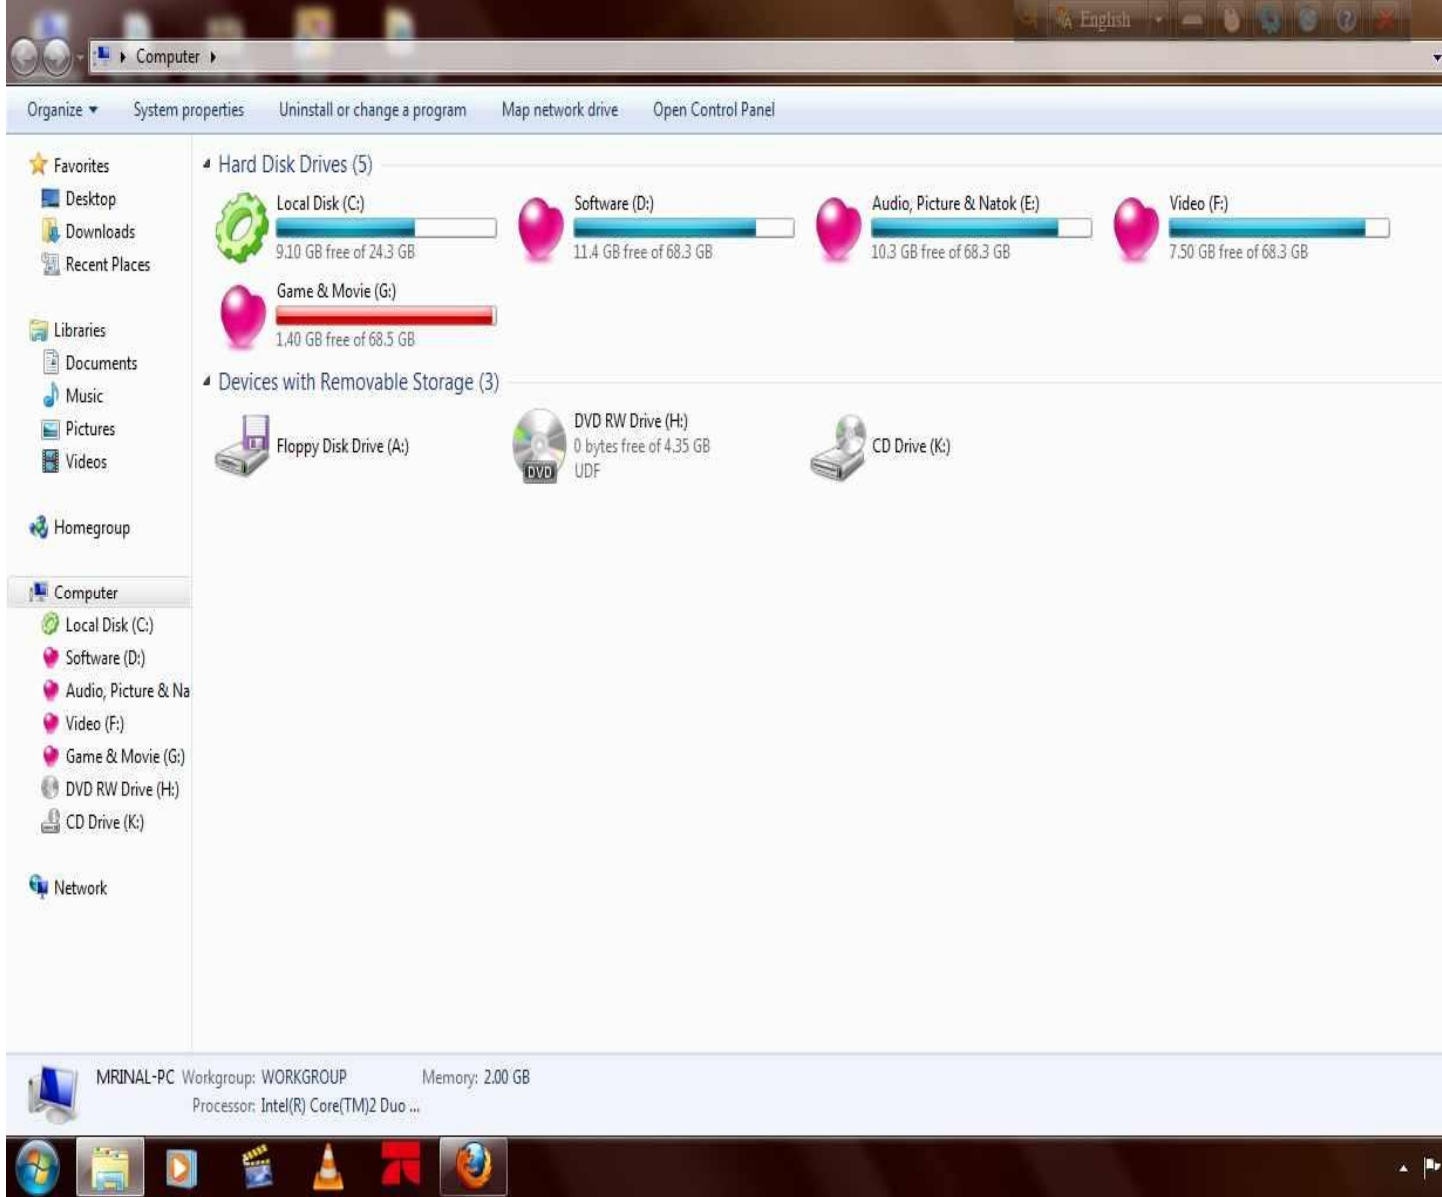 English
Computer
Organize System properties Uninstall or change a program Map network drive Open Control Panel
Favorites
Desktop
Downloads
Recent Places
Libraries
Documents
Music
Pictures
Videos
Homegroup
Computer
Local Disk (C:)
Software (D:)
Audio, Picture & Na
Video (F:)
Game & Movie (G:)
DVD RW Drive (H:)
CD Drive (K:)
Network
Hard Disk Drives (5)
Local Disk (C:)
9.10 GB free of 24.3 GB
Software (D:)
11.4 GB free of 68.3 GB
Audio, Picture & Natok (E:)
10.3 GB free of 68.3 GB
Video (F:)
7.50 GB free of 68.3 GB
Game & Movie (G:)
1.40 GB free of 68.5 GB
Devices with Removable Storage (3)
Floppy Disk Drive (A:)
DVD RW Drive (H:)
0 bytes free of 4.35 GB
UDF
DVD
CD Drive (K:)
MRINAL-PC Workgroup: WORKGROUP Memory: 2.00 GB
Processor: Intel(R) Core(TM)2 Duo ...